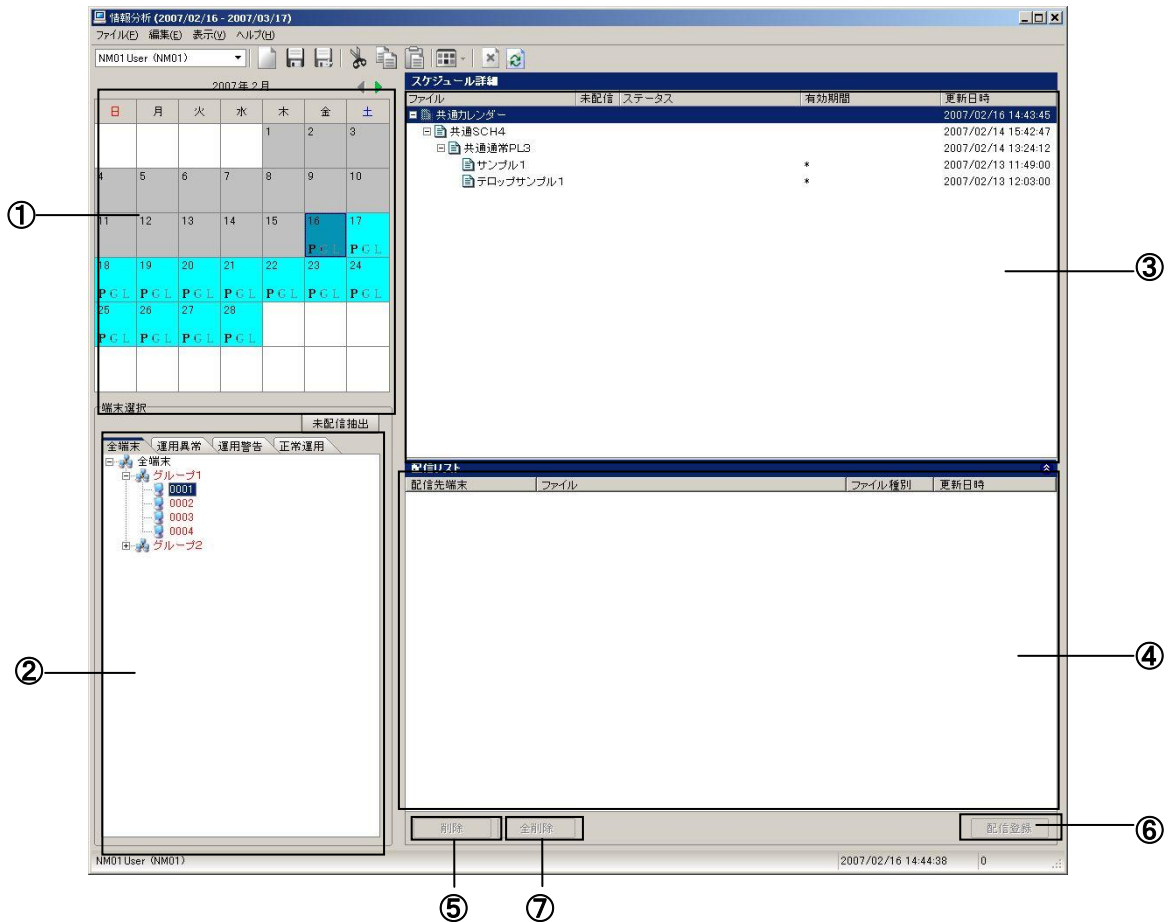 情報分析 (2007/02/16 - 2007/03/17)
ファイル(F) 編集(E) 表示(V) ヘルプ(H)
NM01 User (NM01)
2007年 2月
日 月 火 水 木 金 土
1 2 3
4 5 6 7 8 9 10
11 12 13 14 15 16 17
P G L P G L
18 19 20 21 22 23 24
P G L P G L P G L P G L P G L P G L P G L
25 26 27 28
P G L P G L P G L P G L
①
端末選択
未配信抽出
全端末 運用異常 運用警告 正常運用
全端末
グループ1
0001
0002
0003
0004
グループ2
②
スケジュール詳細
ファイル 未配信 ステータス 有効期間 更新日時
共通カレンダー 2007/02/16 14:43:45
共通SCH4 2007/02/14 15:42:47
共通通常PL3 2007/02/14 13:24:12
サンプル1 * 2007/02/13 11:49:00
テロップサンプル1 * 2007/02/13 12:03:00
③
配信リスト
配信先端末 ファイル ファイル種別 更新日時
④
削除 全削除 配信登録
⑥
NM01 User (NM01) 2007/02/16 14:44:38 0
⑤ ⑦